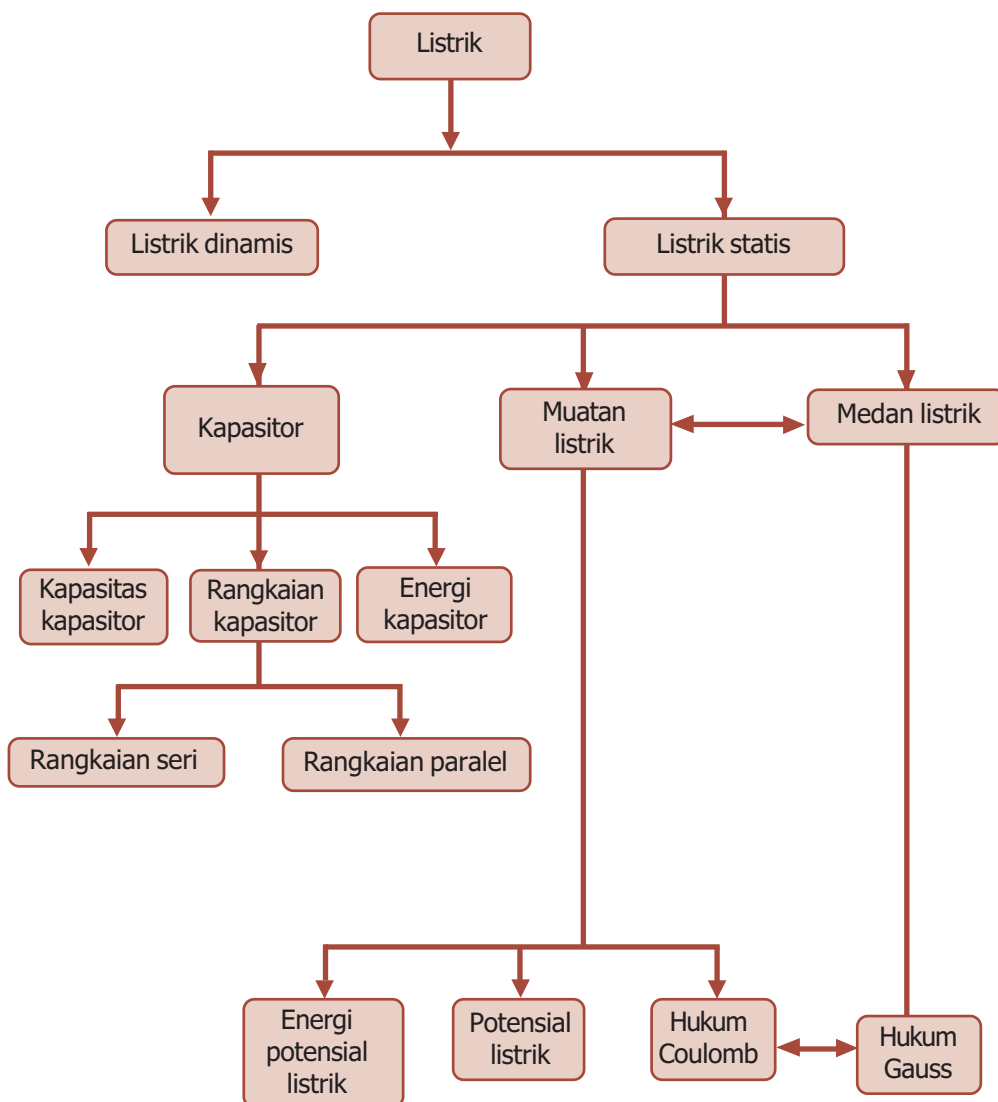 Listrik
Listrik dinamis
Listrik statis
Kapasitor
Muatan
listrik
Medan listrik
Kapasitas
kapasitor
Rangkaian
kapasitor
Energi
kapasitor
Rangkaian seri
Rangkaian paralel
Energi
potensial
listrik
Potensial
listrik
Hukum
Coulomb
Hukum
Gauss